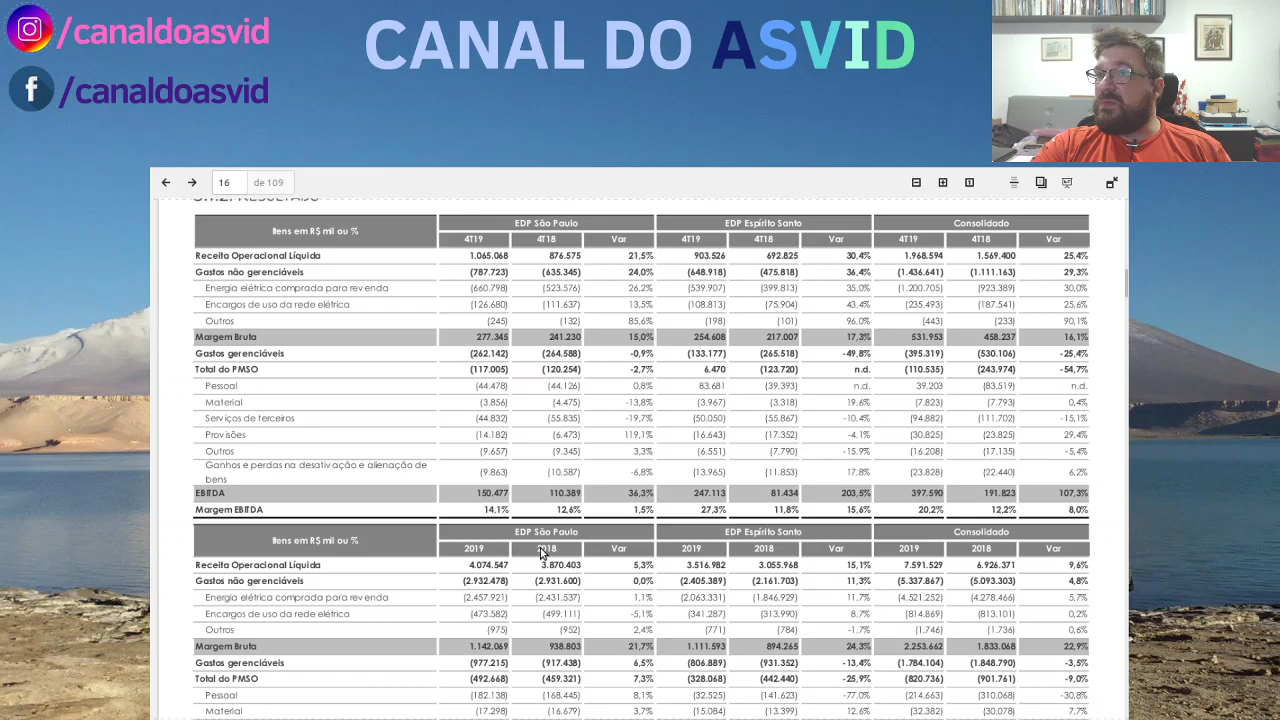 /canaldoasvid
CANAL DO ASVID
f /canaldoasvid
16 de 109
Itens em R$ mil ou % EDP São Paulo EDP Espírito Santo Consolidado
4T19 4T18 Var 4T19 4T18 Var 4T19 4T18 Var
Receita Operacional Líquida 1.065.068 876.575 21,5% 903.526 692.825 30,4% 1.968.594 1.569.400 25,4%
Gastos não gerenciáveis (787.723) (635.345) 24,0% (648.918) (475.818) 36,4% (1.436.641) (1.111.163) 29,3%
Energia elétrica comprada para revenda (660.798) (523.576) 26,2% (539.907) (399.813) 35,0% (1.200.705) (923.389) 30,0%
Encargos de uso da rede elétrica (126.680) (111.637) 13,5% (108.813) (75.904) 43,4% (235.493) (187.541) 25,6%
Outros (245) (132) 85,6% (198) (101) 96,0% (443) (233) 90,1%
Margem Bruta 277.345 241.230 15,0% 254.608 217.007 17,3% 531.953 458.237 16,1%
Gastos gerenciáveis (262.142) (264.588) -0,9% (133.177) (265.518) -49,8% (395.319) (530.106) -25,4%
Total do PMSO (117.005) (120.254) -2,7% 6.470 (123.720) n.d. (110.535) (243.974) -54,7%
Pessoal (44.478) (44.126) 0,8% 83.681 (39.393) n.d. 39.203 (83.519) n.d.
Material (3.856) (4.475) -13,8% (3.967) (3.318) 19,6% (7.823) (7.793) 0,4%
Serviços de terceiros (44.832) (55.835) -19,7% (50.050) (55.867) -10,4% (94.882) (111.702) -15,1%
Provisões (14.182) (6.473) 119,1% (16.643) (17.352) -4,1% (30.825) (23.825) 29,4%
Outros (9.657) (9.345) 3,3% (6.551) (7.790) -15,9% (16.208) (17.135) -5,4%
Ganhos e perdas na desativação e alienação de
bens (9.863) (10.587) -6,8% (13.965) (11.853) 17,8% (23.828) (22.440) 6,2%
EBITDA 150.477 110.389 36,3% 247.113 81.434 203,5% 397.590 191.823 107,3%
Margem EBITDA 14,1% 12,6% 1,5% 27,3% 11,8% 15,6% 20,2% 12,2% 8,0%
Itens em R$ mil ou % EDP São Paulo EDP Espírito Santo Consolidado
2019 2018 Var 2019 2018 Var 2019 2018 Var
Receita Operacional Líquida 4.074.547 3.870.403 5,3% 3.516.982 3.055.968 15,1% 7.591.529 6.926.371 9,6%
Gastos não gerenciáveis (2.932.478) (2.931.600) 0,0% (2.405.389) (2.161.703) 11,3% (5.337.867) (5.093.303) 4,8%
Energia elétrica comprada para revenda (2.457.921) (2.431.537) 1,1% (2.063.331) (1.846.929) 11,7% (4.521.252) (4.278.466) 5,7%
Encargos de uso da rede elétrica (473.582) (499.111) -5,1% (341.287) (313.990) 8,7% (814.869) (813.101) 0,2%
Outros (975) (952) 2,4% (771) (784) -1,7% (1.746) (1.736) 0,6%
Margem Bruta 1.142.069 938.803 21,7% 1.111.593 894.265 24,3% 2.253.662 1.833.068 22,9%
Gastos gerenciáveis (977.215) (917.438) 6,5% (806.889) (931.352) -13,4% (1.784.104) (1.848.790) -3,5%
Total do PMSO (492.668) (459.321) 7,3% (328.068) (442.440) -25,9% (820.736) (901.761) -9,0%
Pessoal (182.138) (168.445) 8,1% (32.525) (141.623) -77,0% (214.663) (310.068) -30,8%
Material (17.298) (16.679) 3,7% (15.084) (13.399) 12,6% (32.382) (30.078) 7,7%